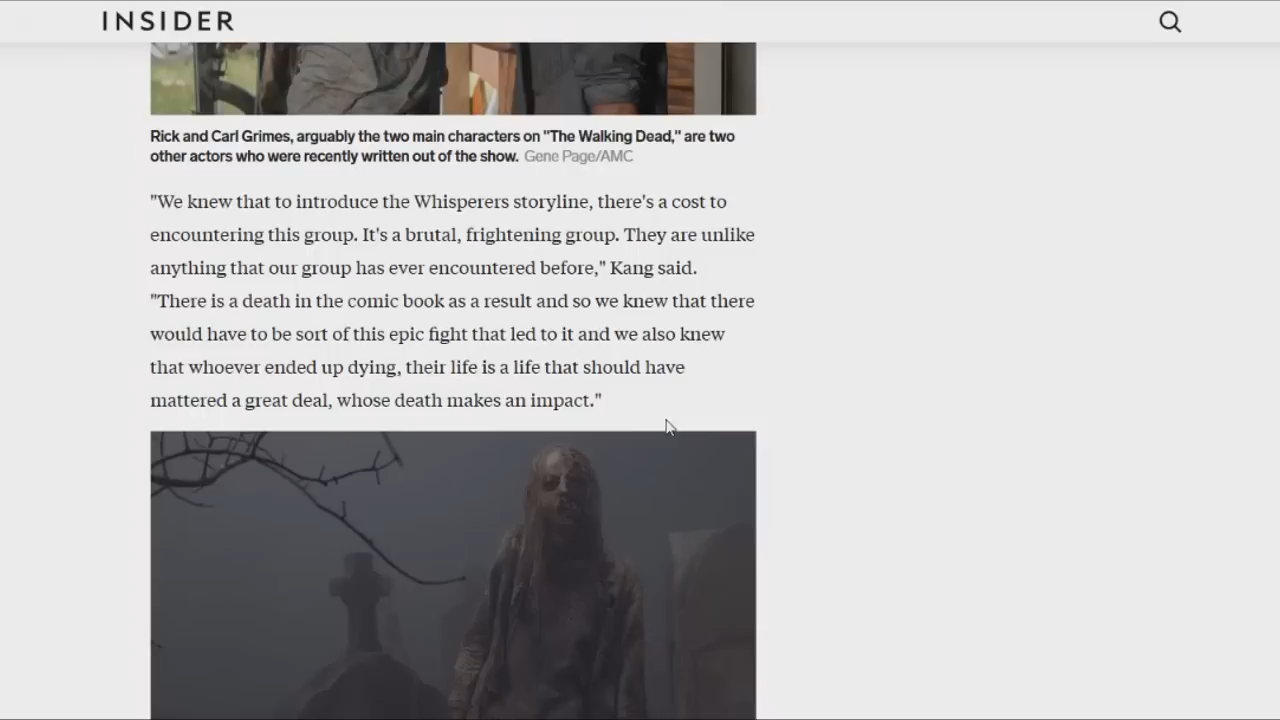 INSIDER
Rick and Carl Grimes, arguably the two main characters on "The Walking Dead," are two
other actors who were recently written out of the show. Gene Page/AMC
"We knew that to introduce the Whisperers storyline, there's a cost to
encountering this group. It's a brutal, frightening group. They are unlike
anything that our group has ever encountered before," Kang said.
"There is a death in the comic book as a result and so we knew that there
would have to be sort of this epic fight that led to it and we also knew
that whoever ended up dying, their life is a life that should have
mattered a great deal, whose death makes an impact."